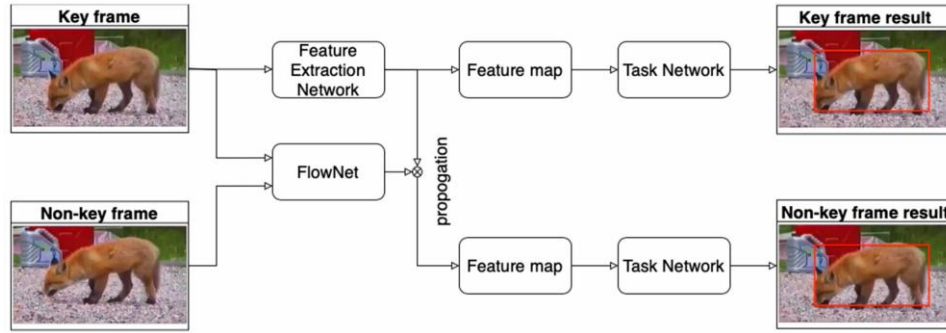 Key frame
Feature
Extraction
Network
Feature map
Task Network
Key frame result
FlowNet
propogation
Non-key frame
Feature map
Task Network
Non-key frame result